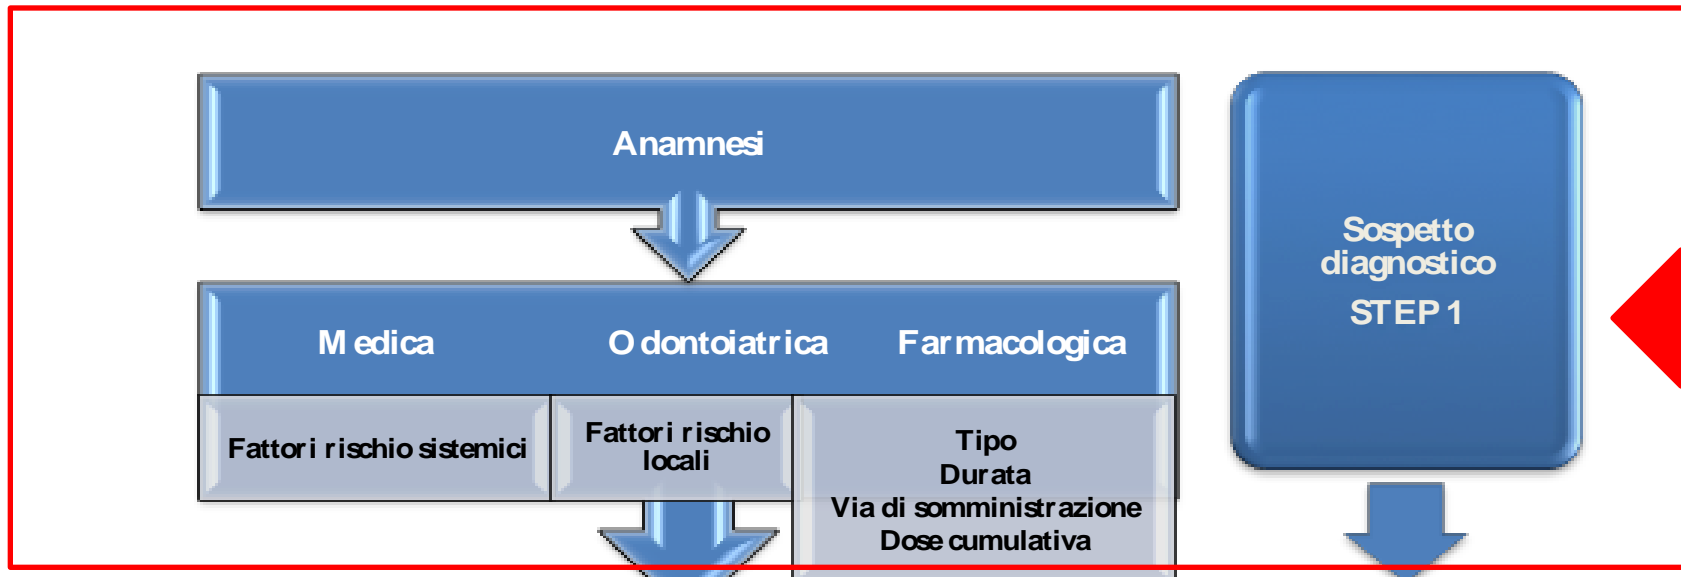 Anamnesi
Medica Odontoiatrica Farmacologica
Fattori rischio sistemici
Fattori rischio
locali
Tipo
Durata
Via di somministrazione
Dose cumulativa
Sospetto
diagnostico
STEP 1